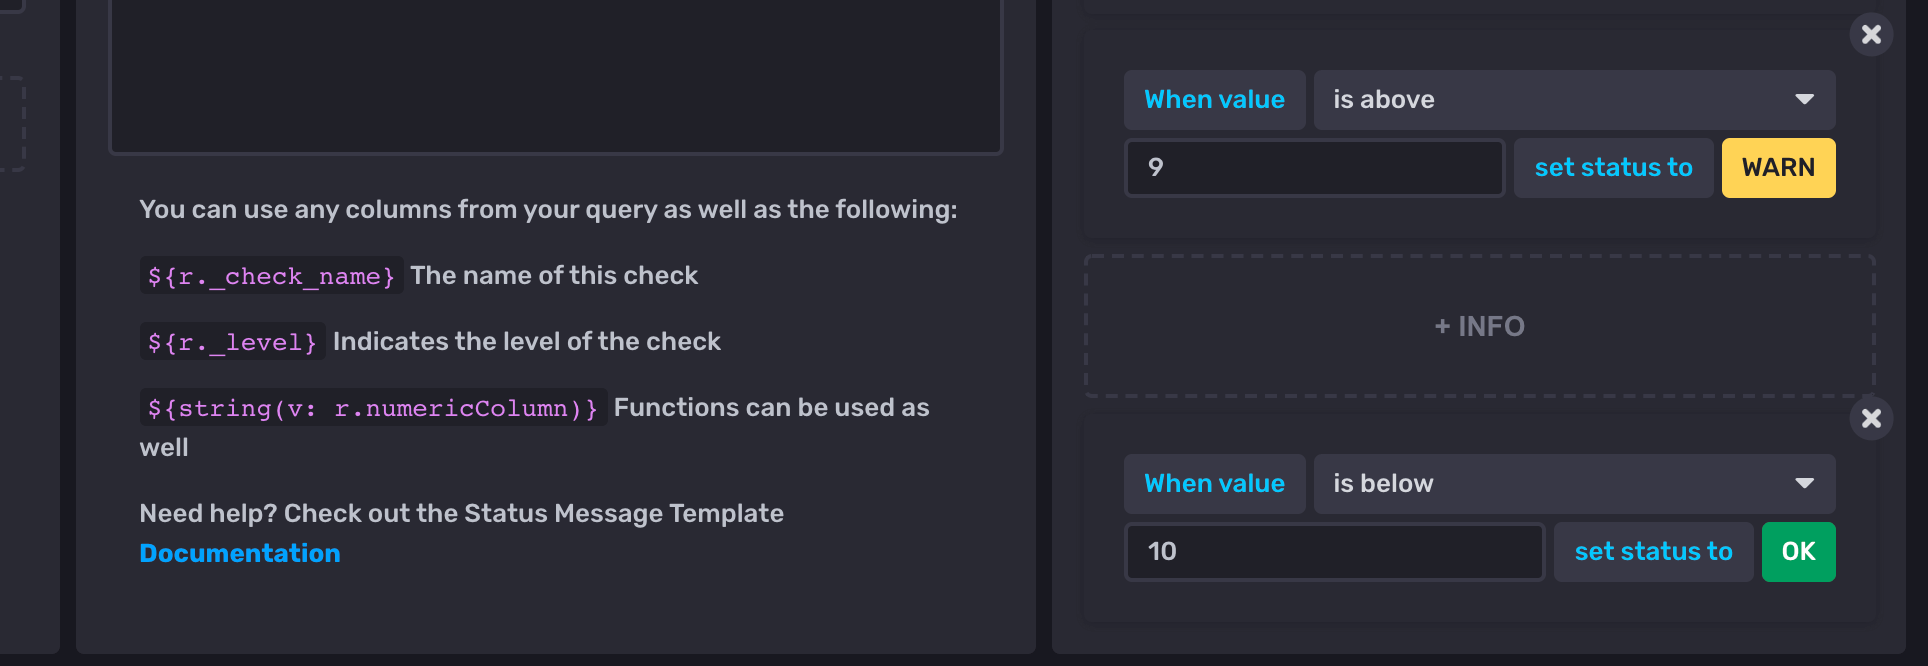 You can use any columns from your query as well as the following:
${r._check_name} The name of this check
${r._level} Indicates the level of the check
${string(v: r.numericColumn)} Functions can be used as
well
Need help? Check out the Status Message Template
Documentation
When value is above
9 set status to WARN
+ INFO
When value is below
10 set status to OK